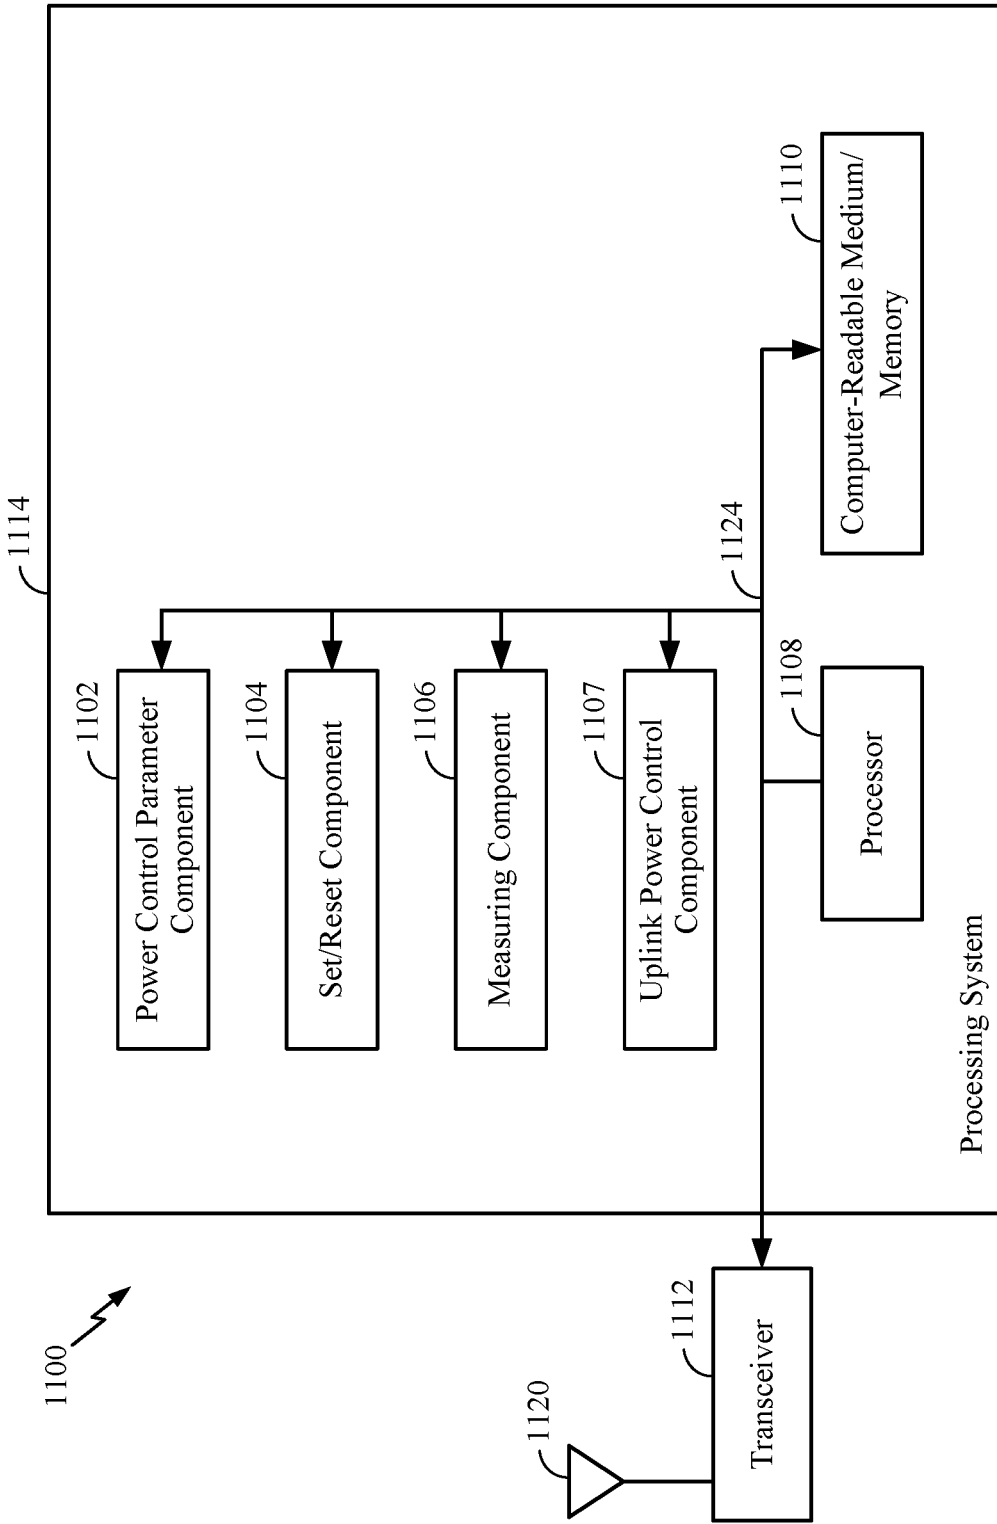 1100
1114
1120
1112
Transceiver
1102
Power Control Parameter
Component
1104
Set/Reset Component
1106
Measuring Component
1107
Uplink Power Control
Component
1124
1108
Processor
1110
Computer-Readable Medium/
Memory
Processing System